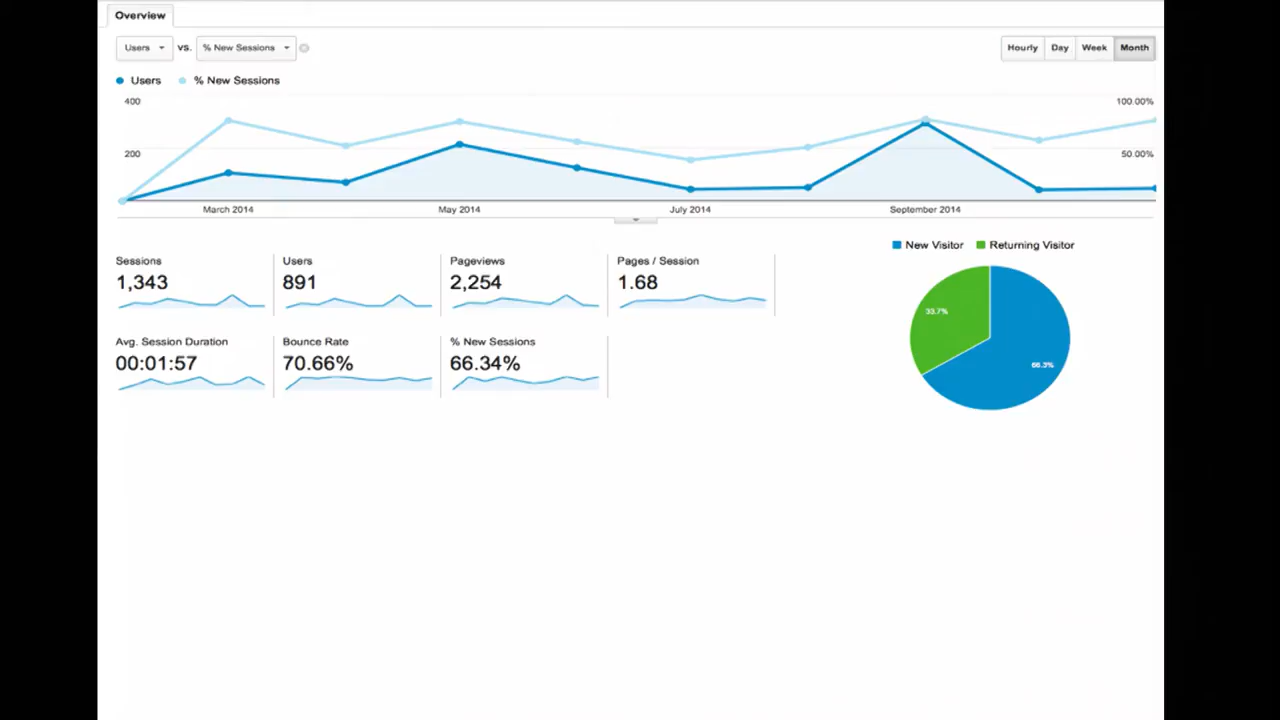 Overview
Users vs. % New Sessions Hourly Day Week Month
Users % New Sessions
400 100.00%
200 50.00%
March 2014 May 2014 July 2014 September 2014
New Visitor Returning Visitor
Sessions Users Pageviews Pages / Session
1,343 891 2,254 1.68
33.7%
Avg. Session Duration Bounce Rate % New Sessions
00:01:57 70.66% 66.34%
66.3%